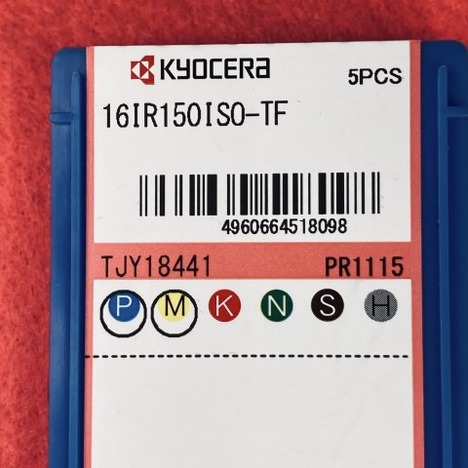 KYOCERA
5PCS
16IR150ISO-TF
4960664518098
TJY18441 PR1115
P M K N S H